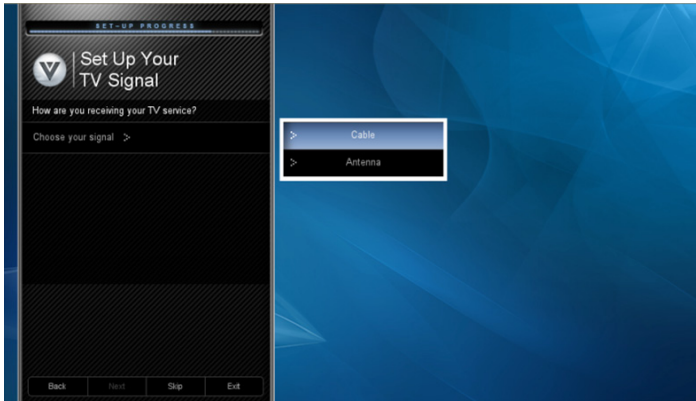 SET-UP PROGRESS
Set Up Your
TV Signal
How are you receiving your TV service?
Choose your signal >
> Cable
> Antenna
Back Next Skip Exit